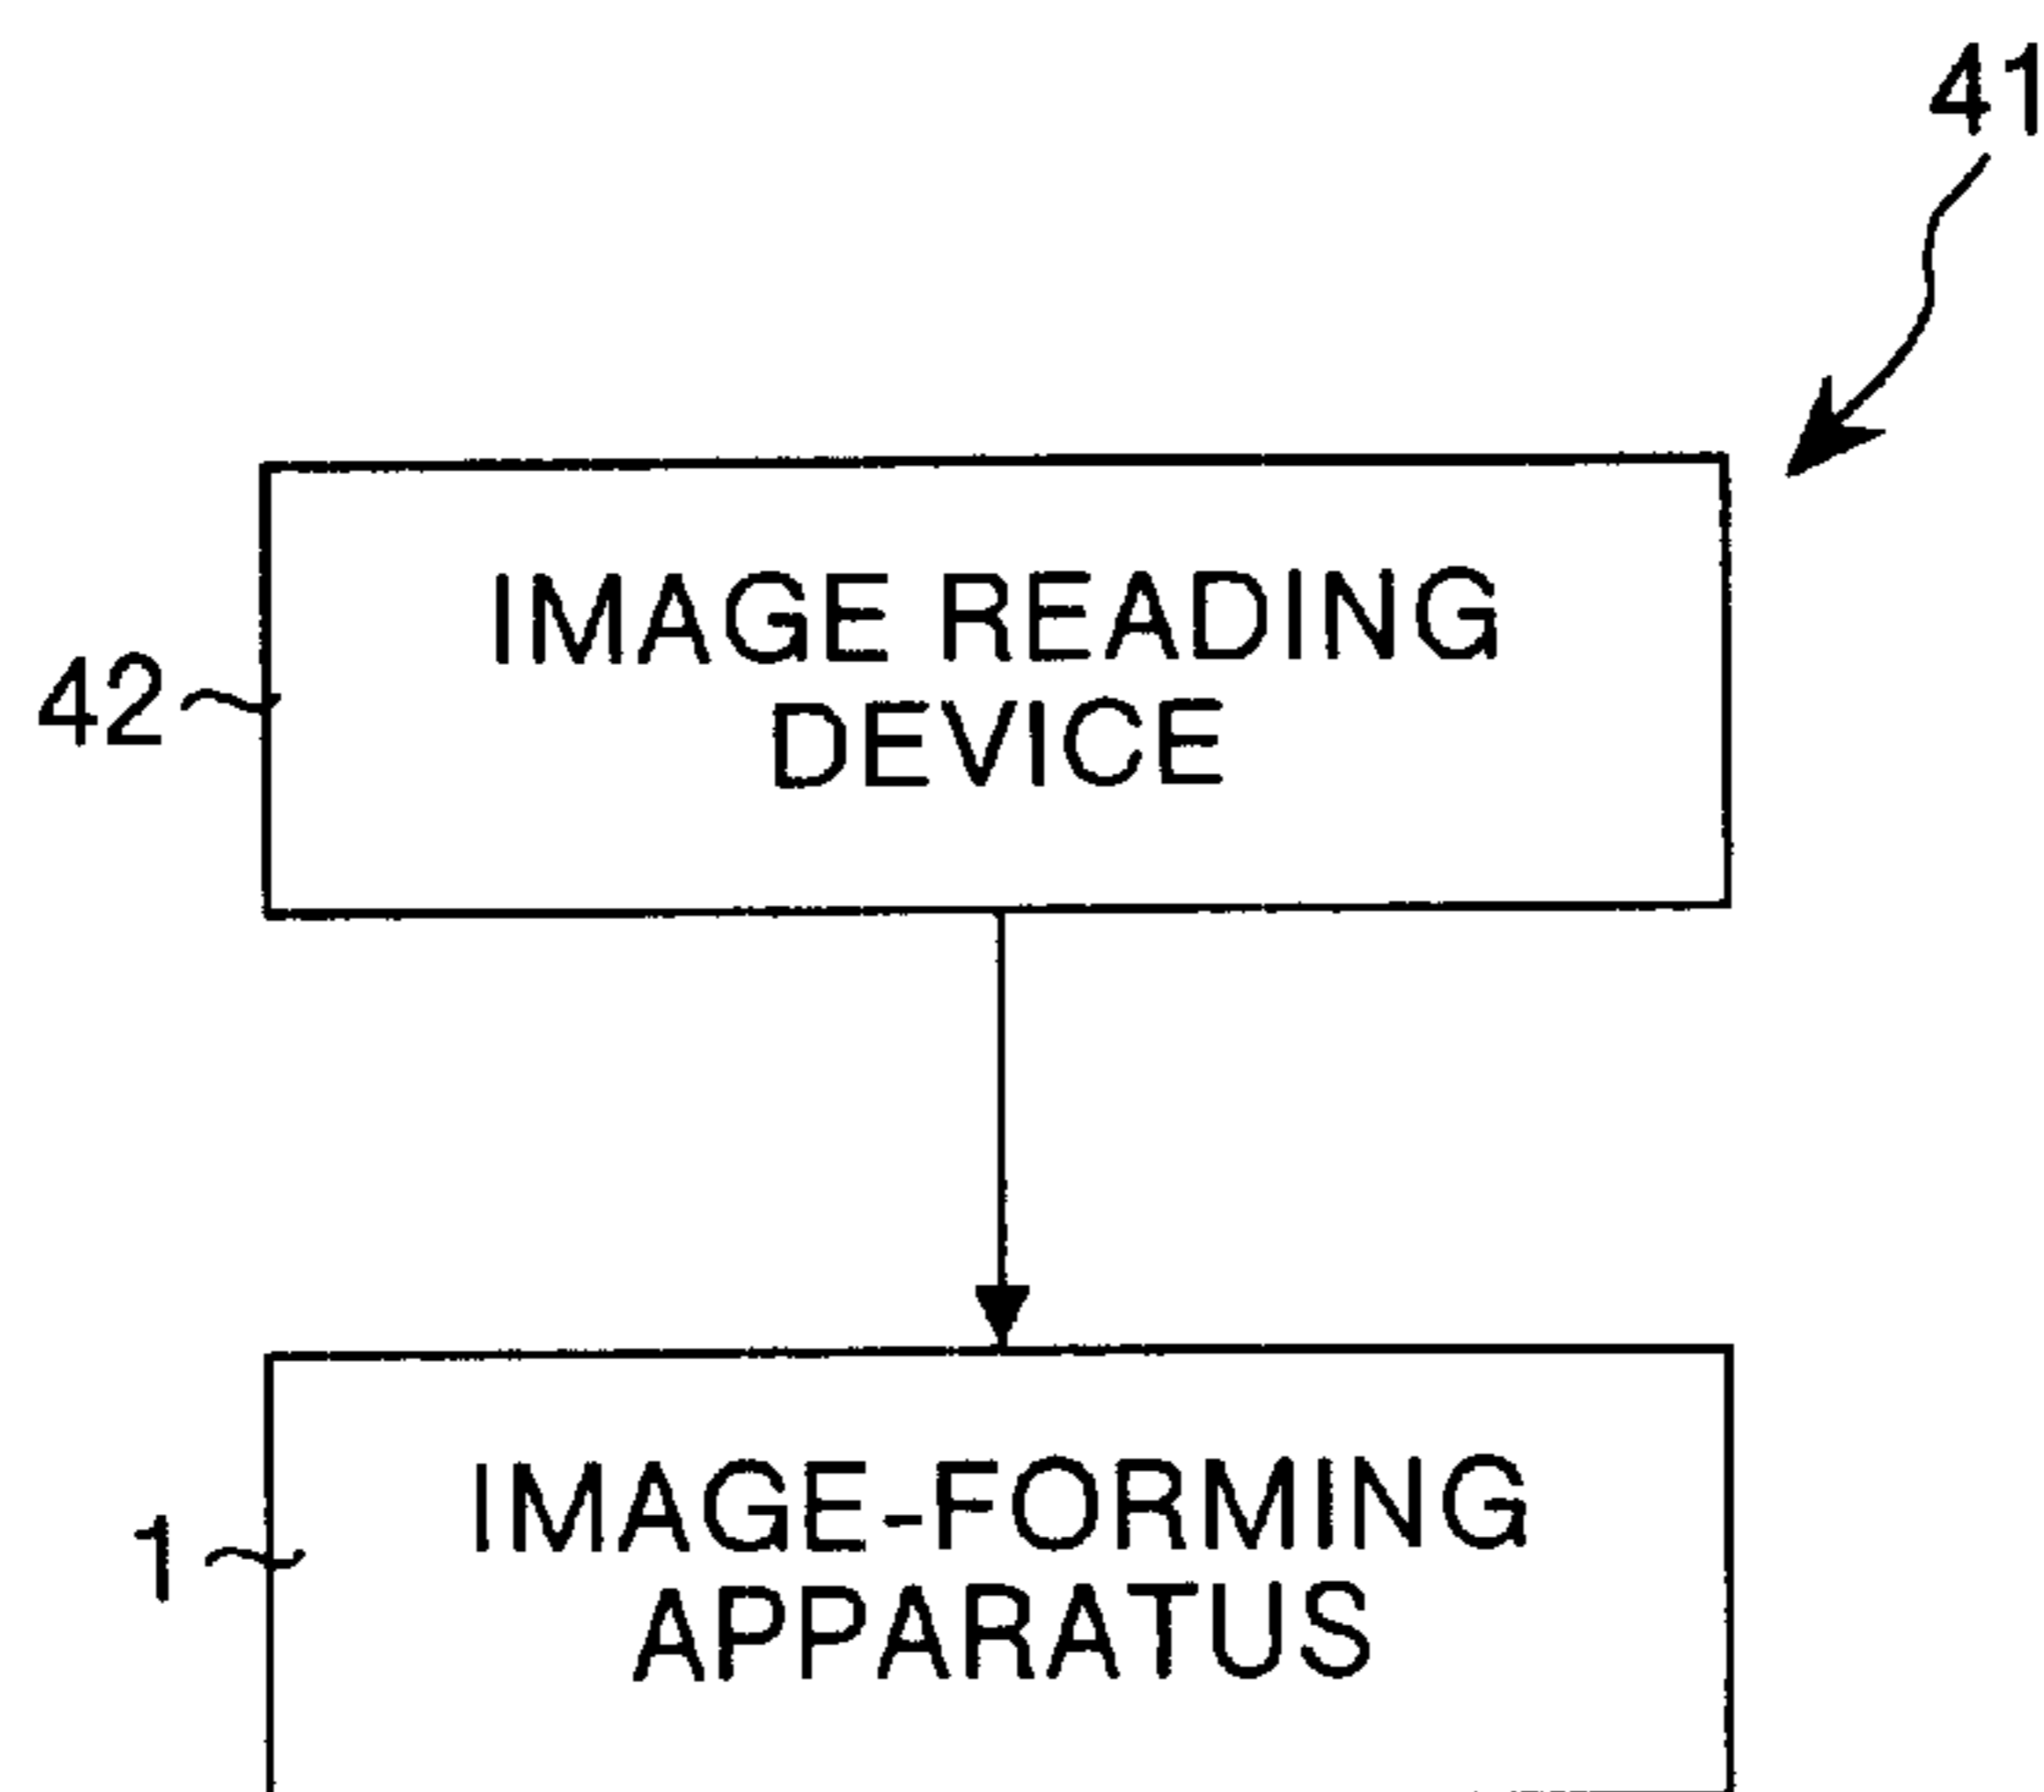 41
IMAGE READING
42
DEVICE
IMAGE-FORMING
1
APPARATUS